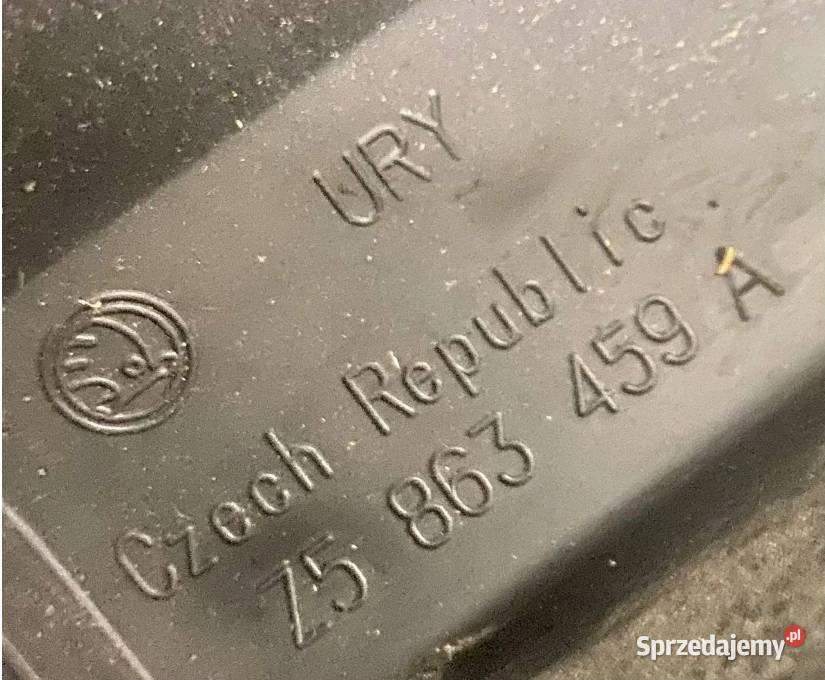 URY
Czech Republic.
Z5 863 459 A
Sprzedajemy.pl